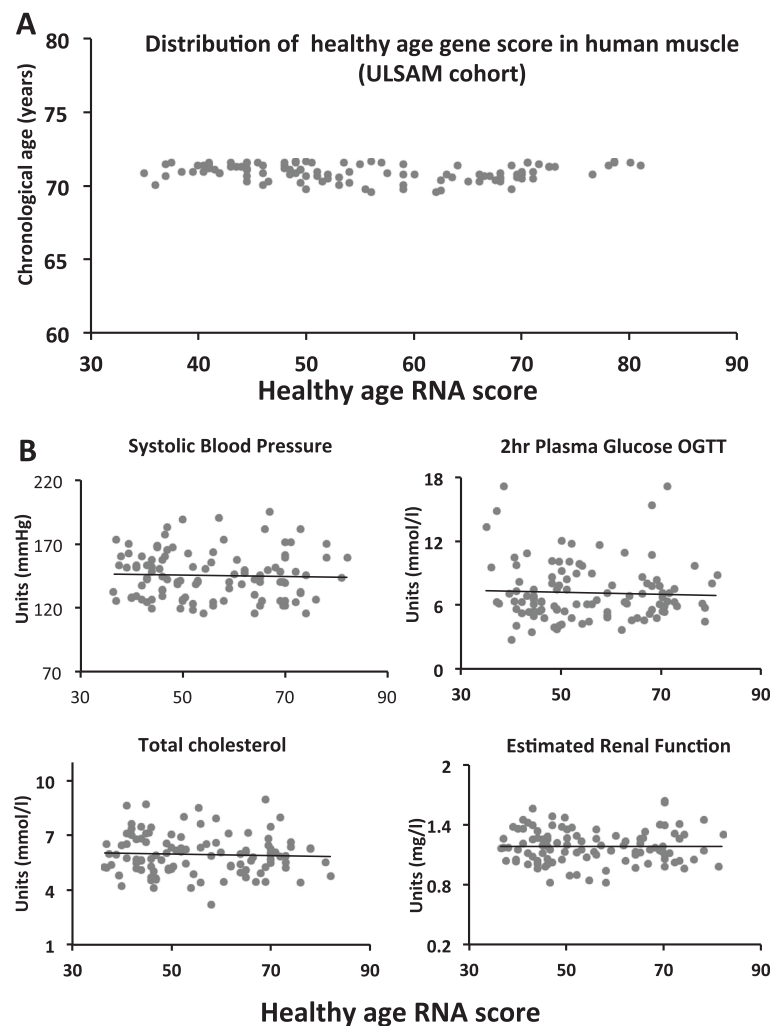 A
Distribution of healthy age gene score in human muscle
(ULSAM cohort)
Chronological age (years)
80
75
70
65
60
30 40 50 60 70 80 90
Healthy age RNA score
B
Systolic Blood Pressure
Units (mmHg)
220
170
120
70
30 50 70 90
2hr Plasma Glucose OGTT
Units (mmol/l)
18
12
6
0
30 50 70 90
Total cholesterol
Units (mmol/l)
10
7
4
1
30 50 70 90
Estimated Renal Function
Units (mg/l)
2
1.4
0.8
0.2
30 50 70 90
Healthy age RNA score